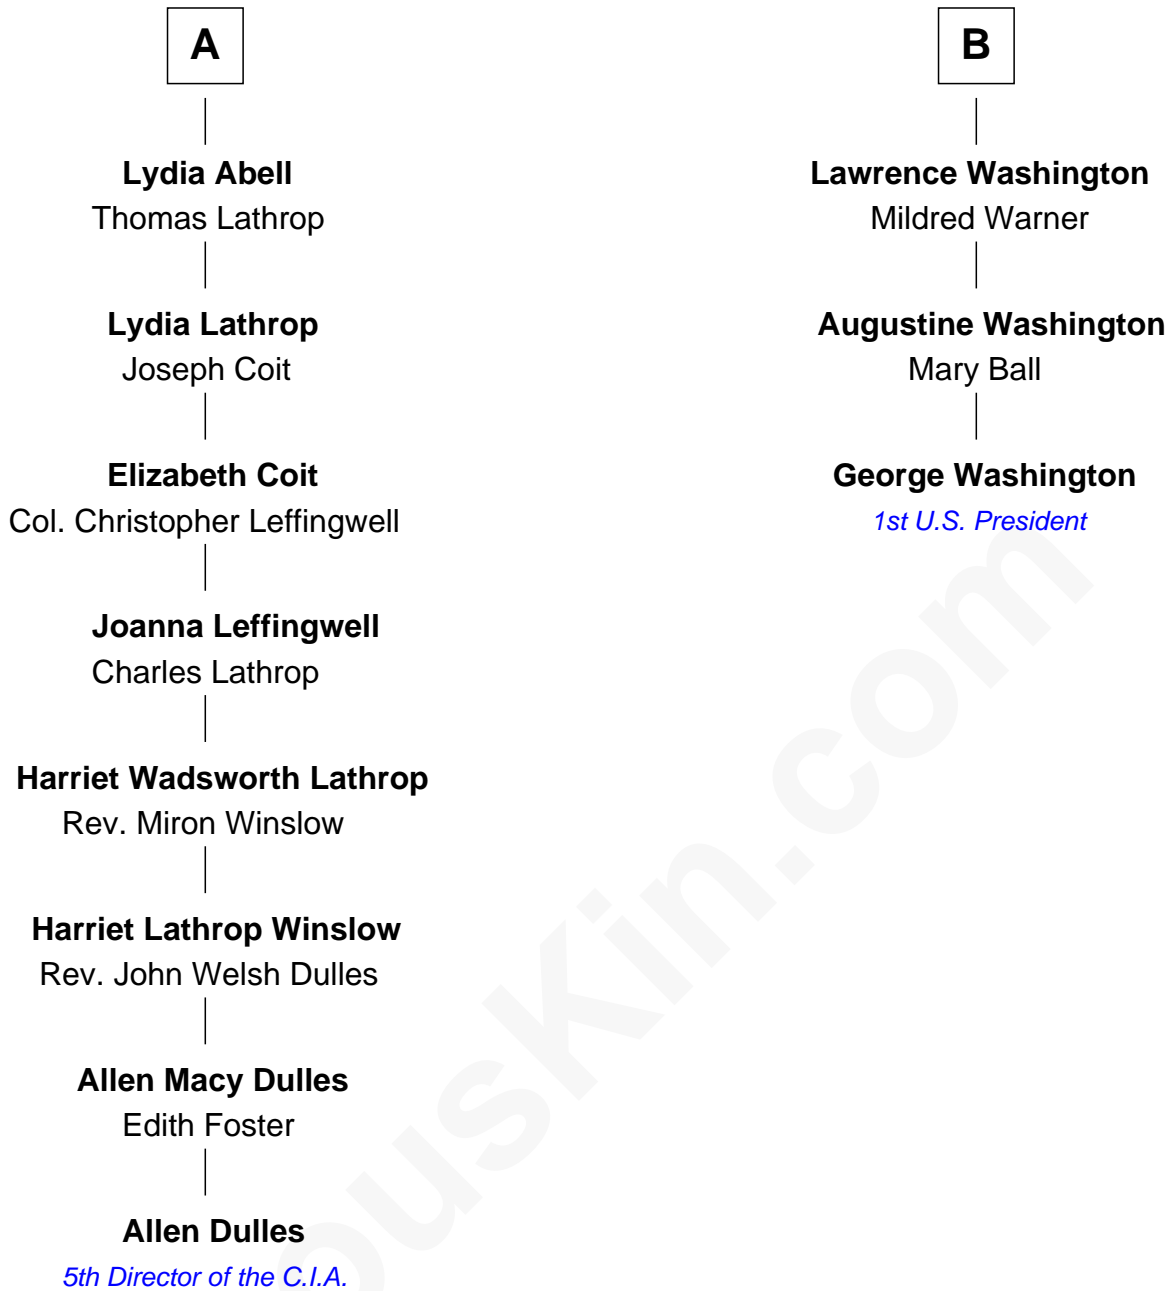 A
Lydia Abell
Thomas Lathrop
Lydia Lathrop
Joseph Coit
Elizabeth Coit
Col. Christopher Leffingwell
Joanna Leffingwell
Charles Lathrop
Harriet Wadsworth Lathrop
Rev. Miron Winslow
Harriet Lathrop Winslow
Rev. John Welsh Dulles
Allen Macy Dulles
Edith Foster
Allen Dulles
5th Director of the C.I.A.
B
Lawrence Washington
Mildred Warner
Augustine Washington
Mary Ball
George Washington
1st U.S. President
ousKin.com